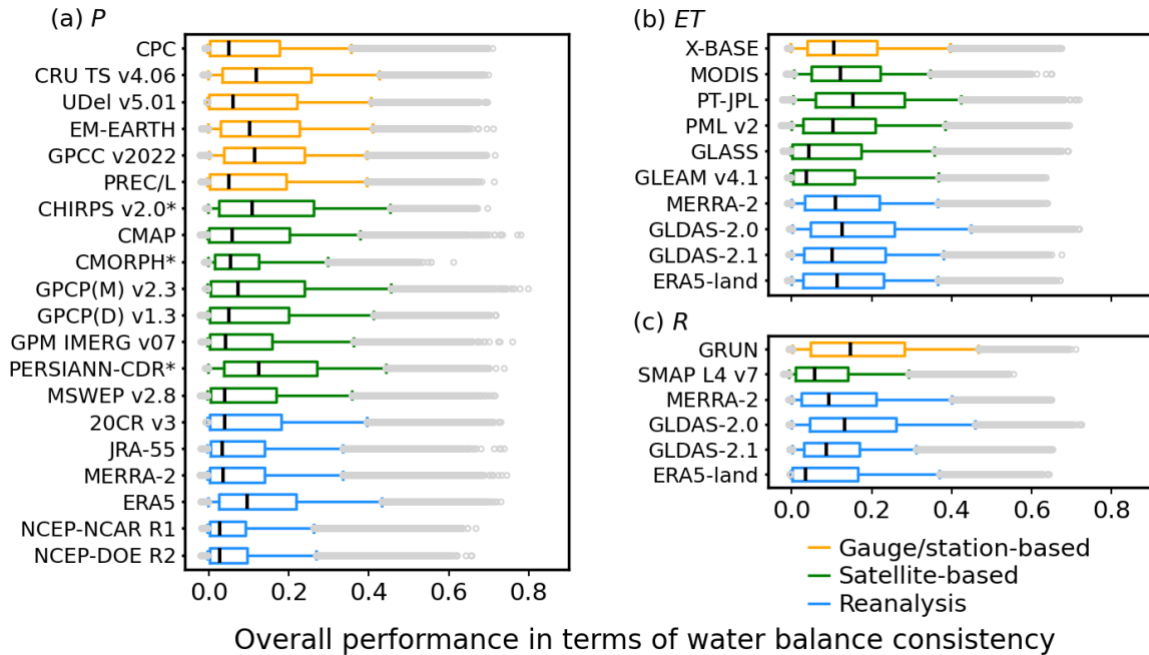 (a) P
CPC
CRU TS v4.06
UDel v5.01
EM-EARTH
GPCC v2022
PREC/L
CHIRPS v2.0*
CMAP
CMORPH*
GPCP(M) v2.3
GPCP(D) v1.3
GPM IMERG v07
PERSIANN-CDR*
MSWEP v2.8
20CR v3
JRA-55
MERRA-2
ERA5
NCEP-NCAR R1
NCEP-DOE R2
0.0 0.2 0.4 0.6 0.8
(b) ET
X-BASE
MODIS
PT-JPL
PML v2
GLASS
GLEAM v4.1
MERRA-2
GLDAS-2.0
GLDAS-2.1
ERA5-land
(c) R
GRUN
SMAP L4 v7
MERRA-2
GLDAS-2.0
GLDAS-2.1
ERA5-land
0.0 0.2 0.4 0.6 0.8
Gauge/station-based
Satellite-based
Reanalysis
Overall performance in terms of water balance consistency